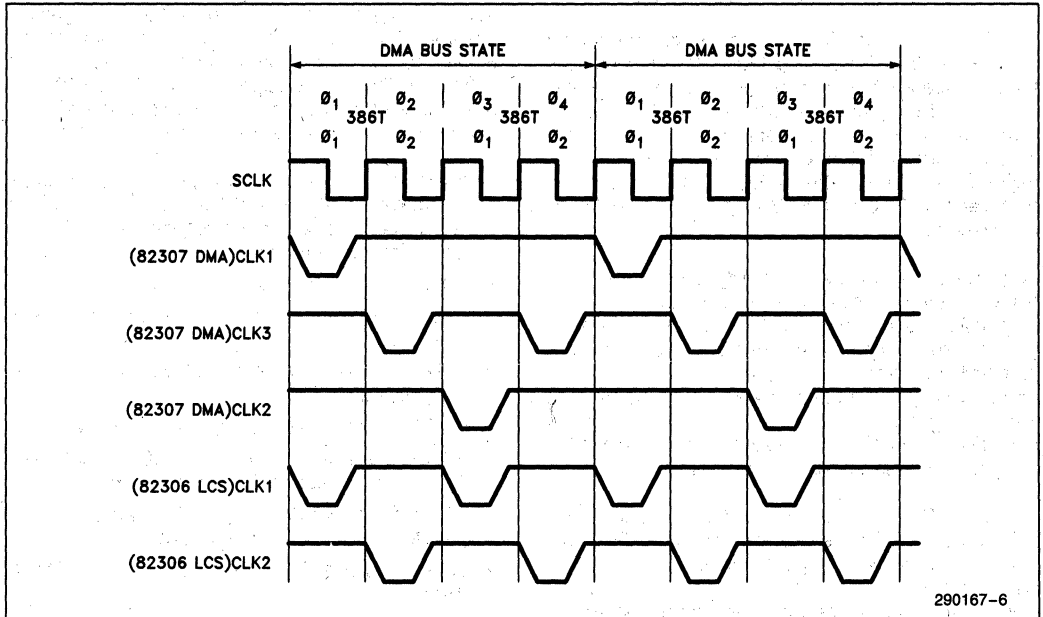 DMA BUS STATE DMA BUS STATE
Ø1 Ø2 Ø3 Ø4 Ø1 Ø2 Ø3 Ø4
386T 386T 386T 386T
Ø1 Ø2 Ø1 Ø2 Ø1 Ø2 Ø1 Ø2
SCLK
(82307 DMA)CLK1
(82307 DMA)CLK3
(82307 DMA)CLK2
(82306 LCS)CLK1
(82306 LCS)CLK2
290167-6